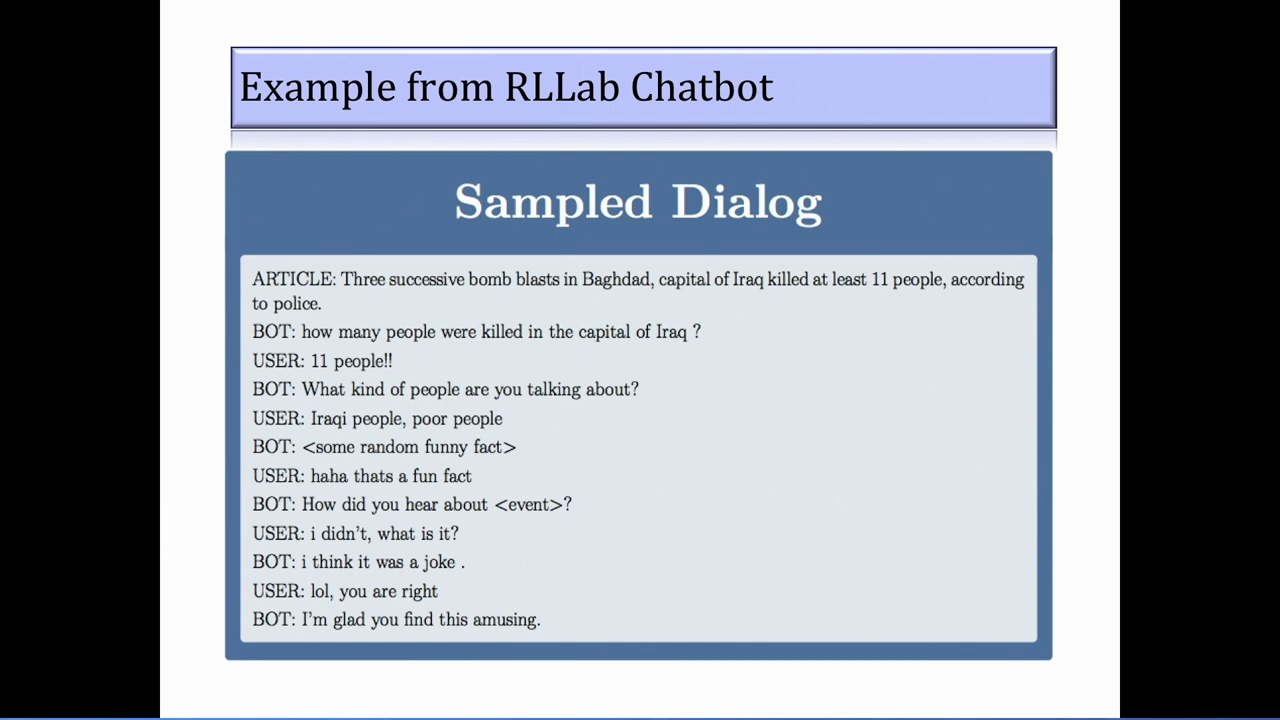 Example from RLLab Chatbot
Sampled Dialog
ARTICLE: Three successive bomb blasts in Baghdad, capital of Iraq killed at least 11 people, according
to police.
BOT: how many people were killed in the capital of Iraq ?
USER: 11 people!!
BOT: What kind of people are you talking about?
USER: Iraqi people, poor people
BOT: <some random funny fact>
USER: haha thats a fun fact
BOT: How did you hear about <event>?
USER: i didn't, what is it?
BOT: i think it was a joke .
USER: lol, you are right
BOT: I'm glad you find this amusing.